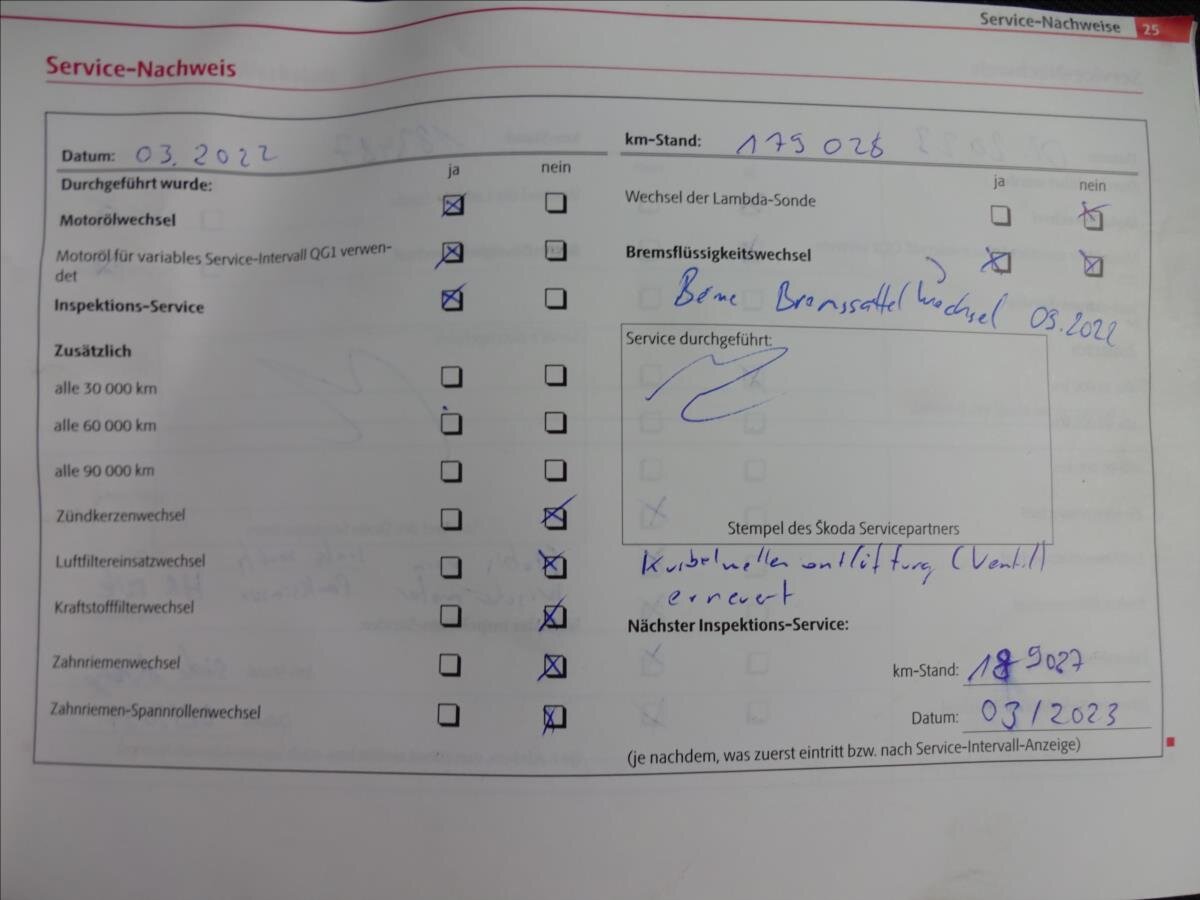 Service-Nachweise 25
Service-Nachweis
Datum: 03.2022
ja nein
Durchgeführt wurde:
Motorölwechsel
Motoröl für variables Service-Intervall QG1 verwen-
det
Inspektions-Service
Zusätzlich
alle 30 000 km
alle 60 000 km
alle 90 000 km
Zündkerzenwechsel
Luftfiltereinsatzwechsel
Kraftstofffilterwechsel
Zahnriemenwechsel
Zahnriemen-Spannrollenwechsel
km-Stand: 179 028
ja nein
Wechsel der Lambda-Sonde
Bremsflüssigkeitswechsel
Bremssattel Wechsel 03.2022
Service durchgeführt:
Stempel des Škoda Servicepartners
Kurbelwellen entlüftung (Ventil)
erneuert
Nächster Inspektions-Service:
km-Stand: 189027
Datum: 03/2023
(je nachdem, was zuerst eintritt bzw. nach Service-Intervall-Anzeige)